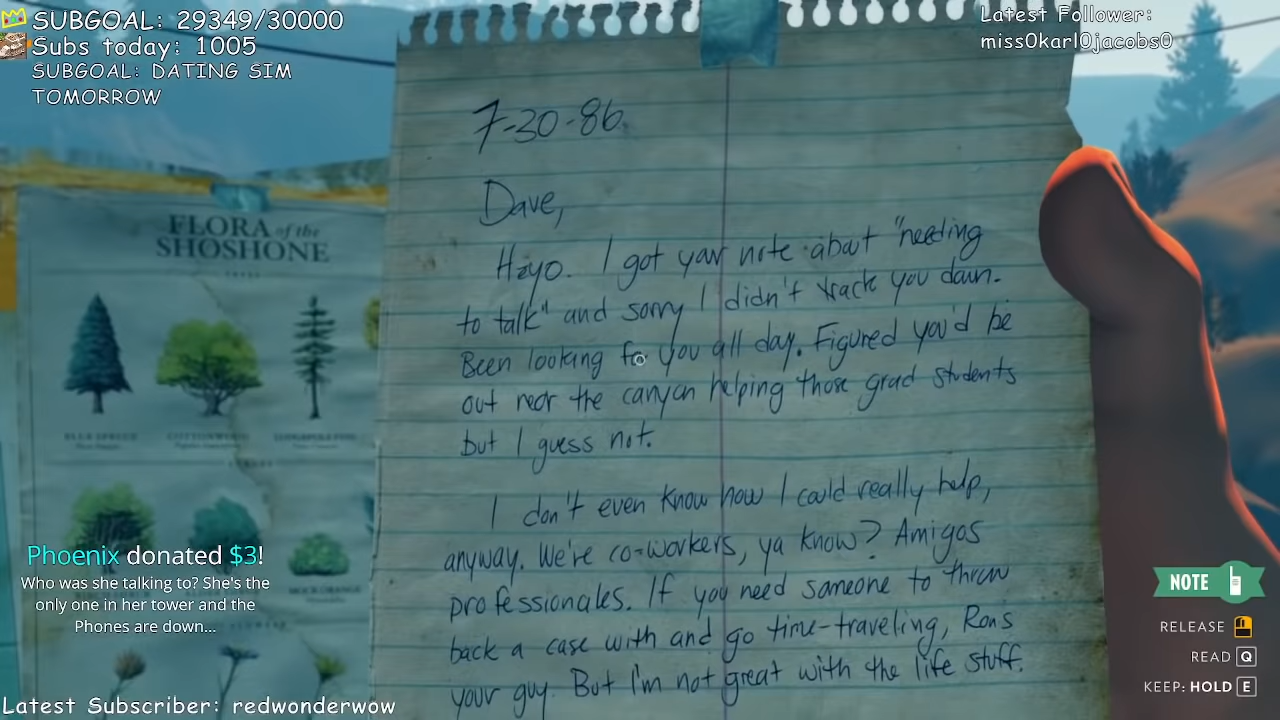 SUBGOAL: 29349/30000
Subs today: 1005
SUBGOAL: DATING SIM
TOMORROW
Latest Follower:
miss0karl0jacobs0
7-30-86
Dave,
Hiyo. I got your note about "needing
to talk" and sorry I didn't track you down.
Been looking for you all day. Figured you'd be
out near the canyon helping those grad students
but I guess not.
I don't even know how I could really help,
anyway. We're co-workers, ya know? Amigos
professionales. If you need someone to throw
back a case with and go time-traveling, Ron's
your guy. But I'm not great with the life stuff.
FLORA of the
SHOSHONE
BLUE SPRUCE
COTTONWOOD
MOCK ORANGE
Phoenix donated $3!
Who was she talking to? She's the
only one in her tower and the
Phones are down...
NOTE
RELEASE
READ Q
KEEP: HOLD E
Latest Subscriber: redwonderwow